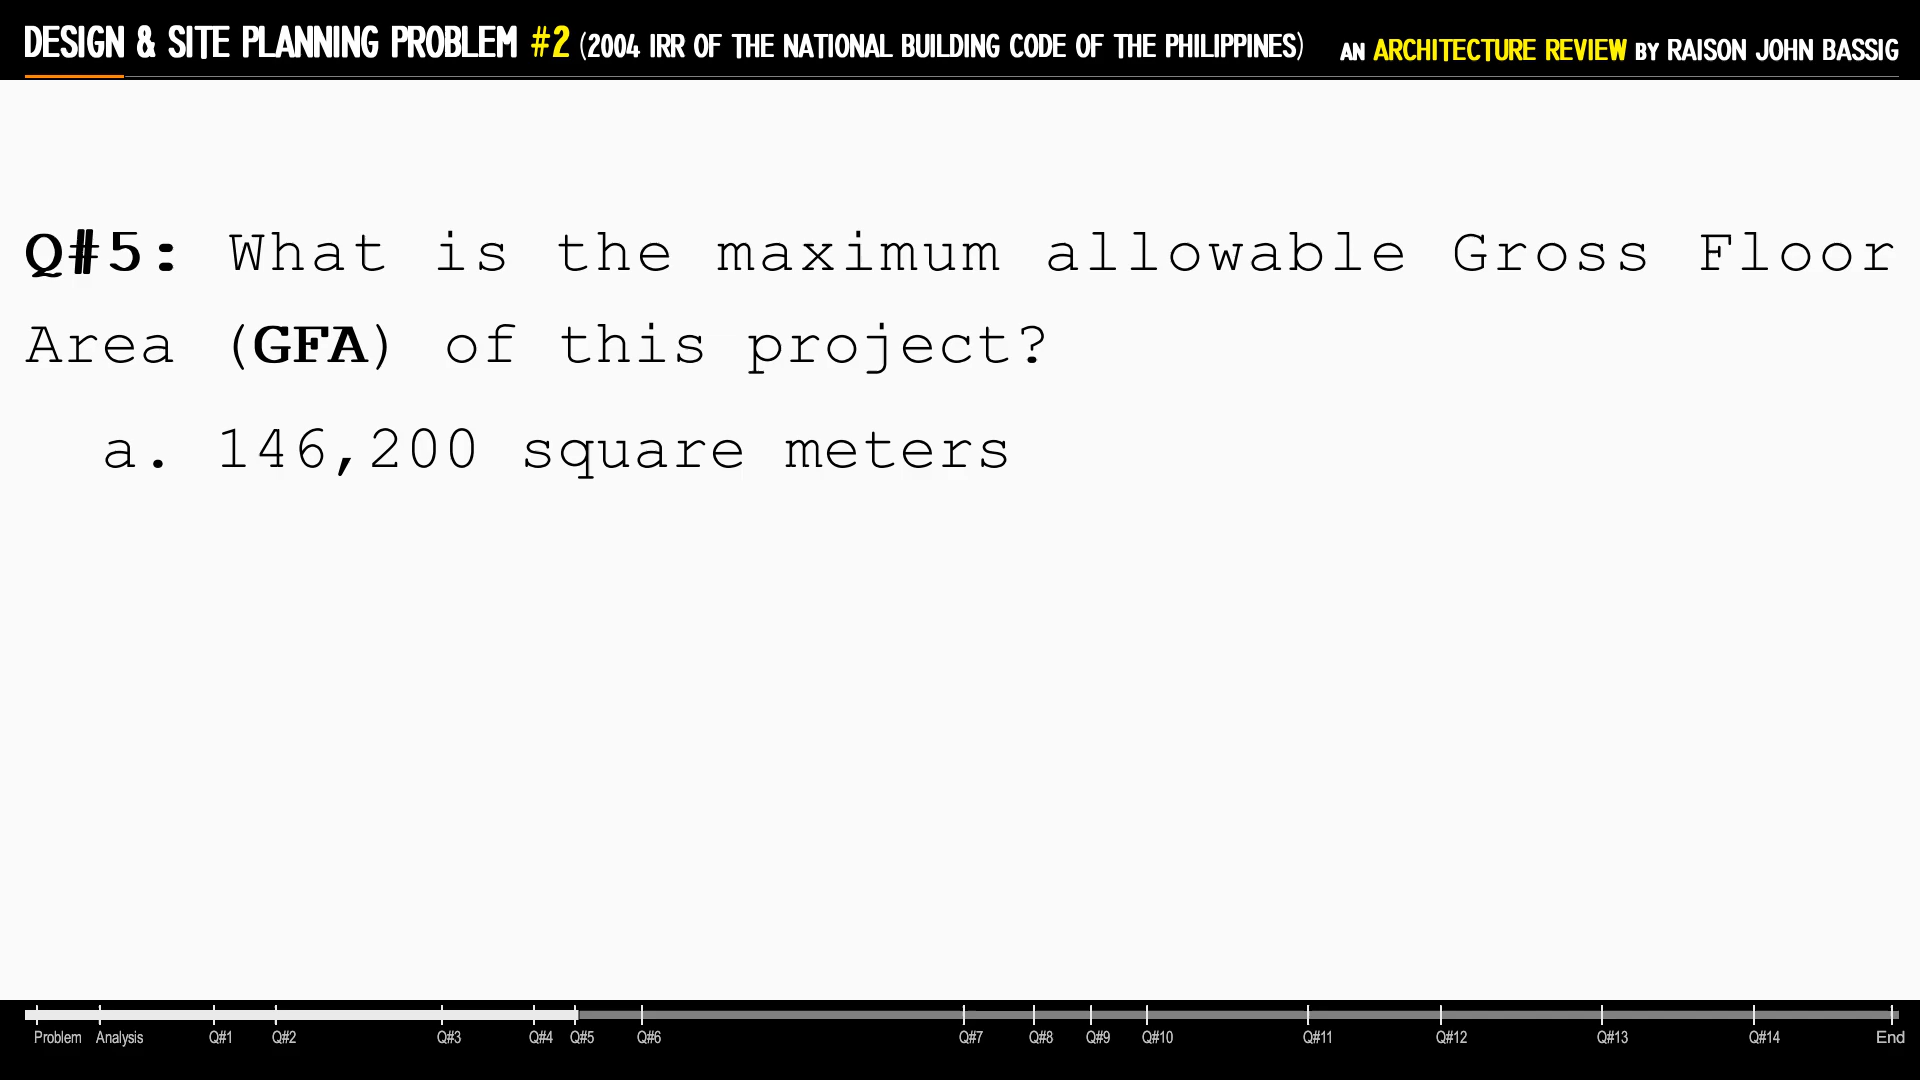 DESIGN & SITE PLANNING PROBLEM #2 (2004 IRR OF THE NATIONAL BUILDING CODE OF THE PHILIPPINES) AN ARCHITECTURE REVIEW BY RAISON JOHN BASSIG
Q#5: What is the maximum allowable Gross Floor
Area (GFA) of this project?
a. 146,200 square meters
Problem Analysis Q#1 Q#2 Q#3 Q#4 Q#5 Q#6 Q#7 Q#8 Q#9 Q#10 Q#11 Q#12 Q#13 Q#14 End